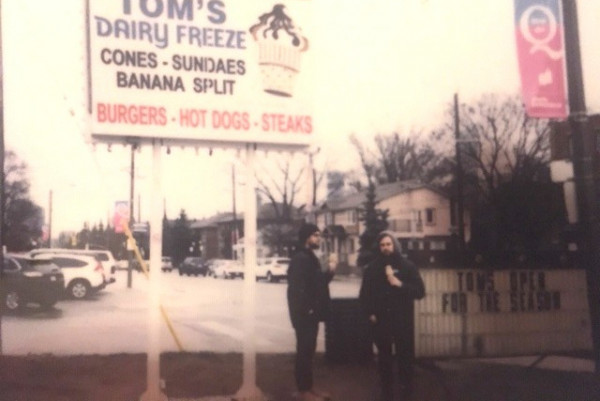 TOM'S
DAIRY FREEZE
CONES - SUNDAES
BANANA SPLIT
BURGERS - HOT DOGS - STEAKS
Q
TOMS OPEN
FOR THE SEASON